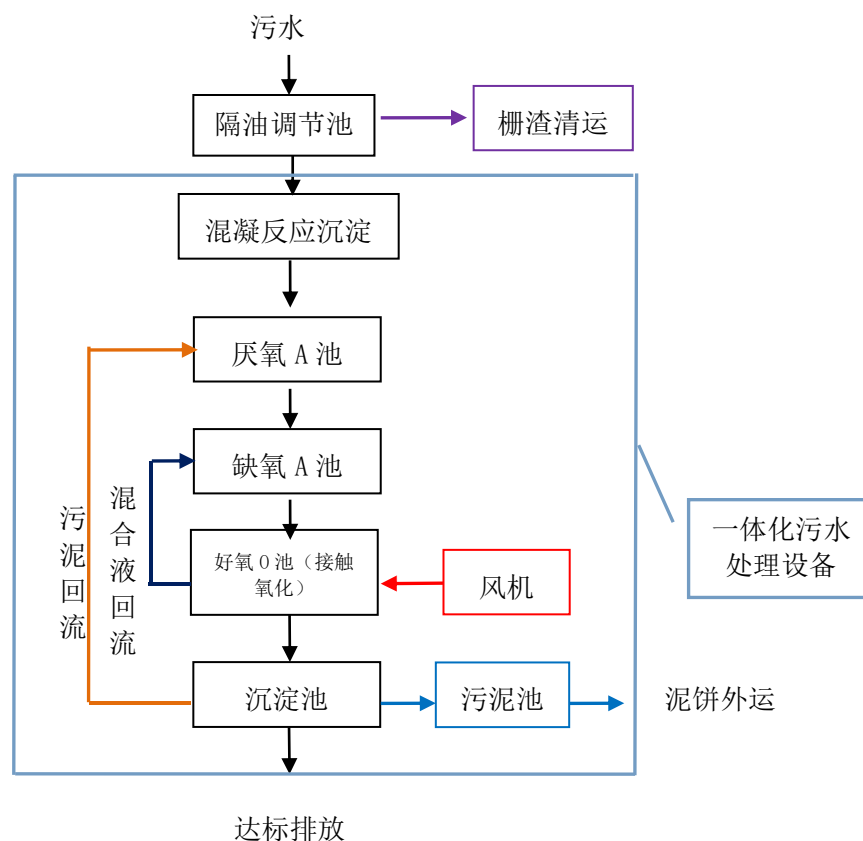 污水
隔油调节池
栅渣清运
混凝反应沉淀
厌氧 A 池
缺氧 A 池
污泥回流
混合液回流
好氧 O 池（接触
氧化）
风机
一体化污水
处理设备
沉淀池
污泥池
泥饼外运
达标排放